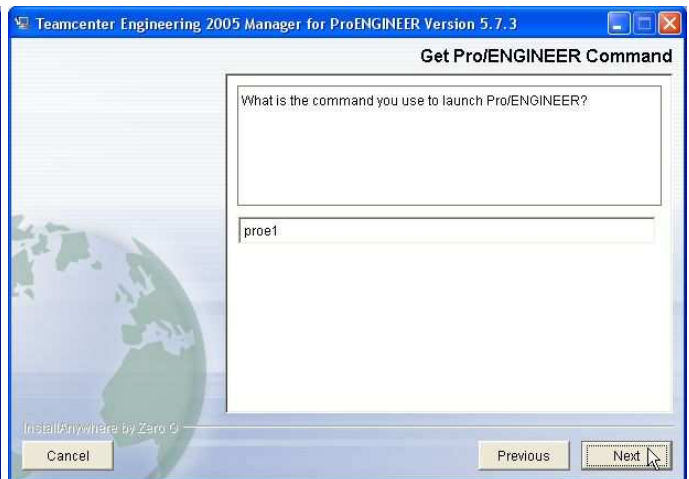 Teamcenter Engineering 2005 Manager for ProENGINEER Version 5.7.3
Get Pro/ENGINEER Command
What is the command you use to launch Pro/ENGINEER?
proe1
InstallAnywhere by Zero G
Cancel Previous Next